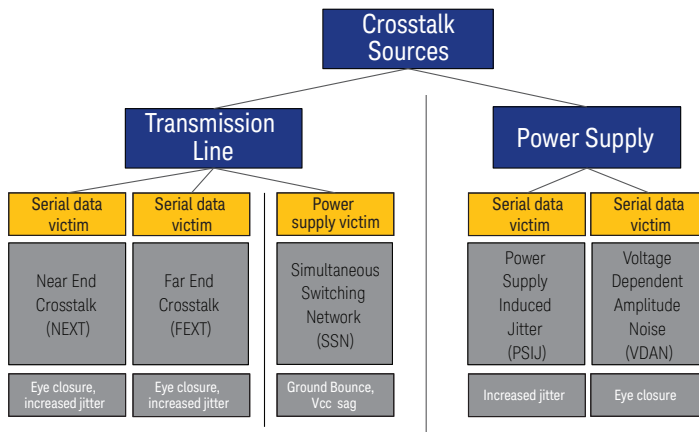 Crosstalk
Sources
Transmission
Line
Power Supply
Serial data
victim
Serial data
victim
Power
supply victim
Serial data
victim
Serial data
victim
Near End
Crosstalk
(NEXT)
Far End
Crosstalk
(FEXT)
Simultaneous
Switching
Network
(SSN)
Power
Supply
Induced
Jitter
(PSIJ)
Voltage
Dependent
Amplitude
Noise
(VDAN)
Eye closure,
increased jitter
Eye closure,
increased jitter
Ground Bounce,
Vcc sag
Increased jitter
Eye closure